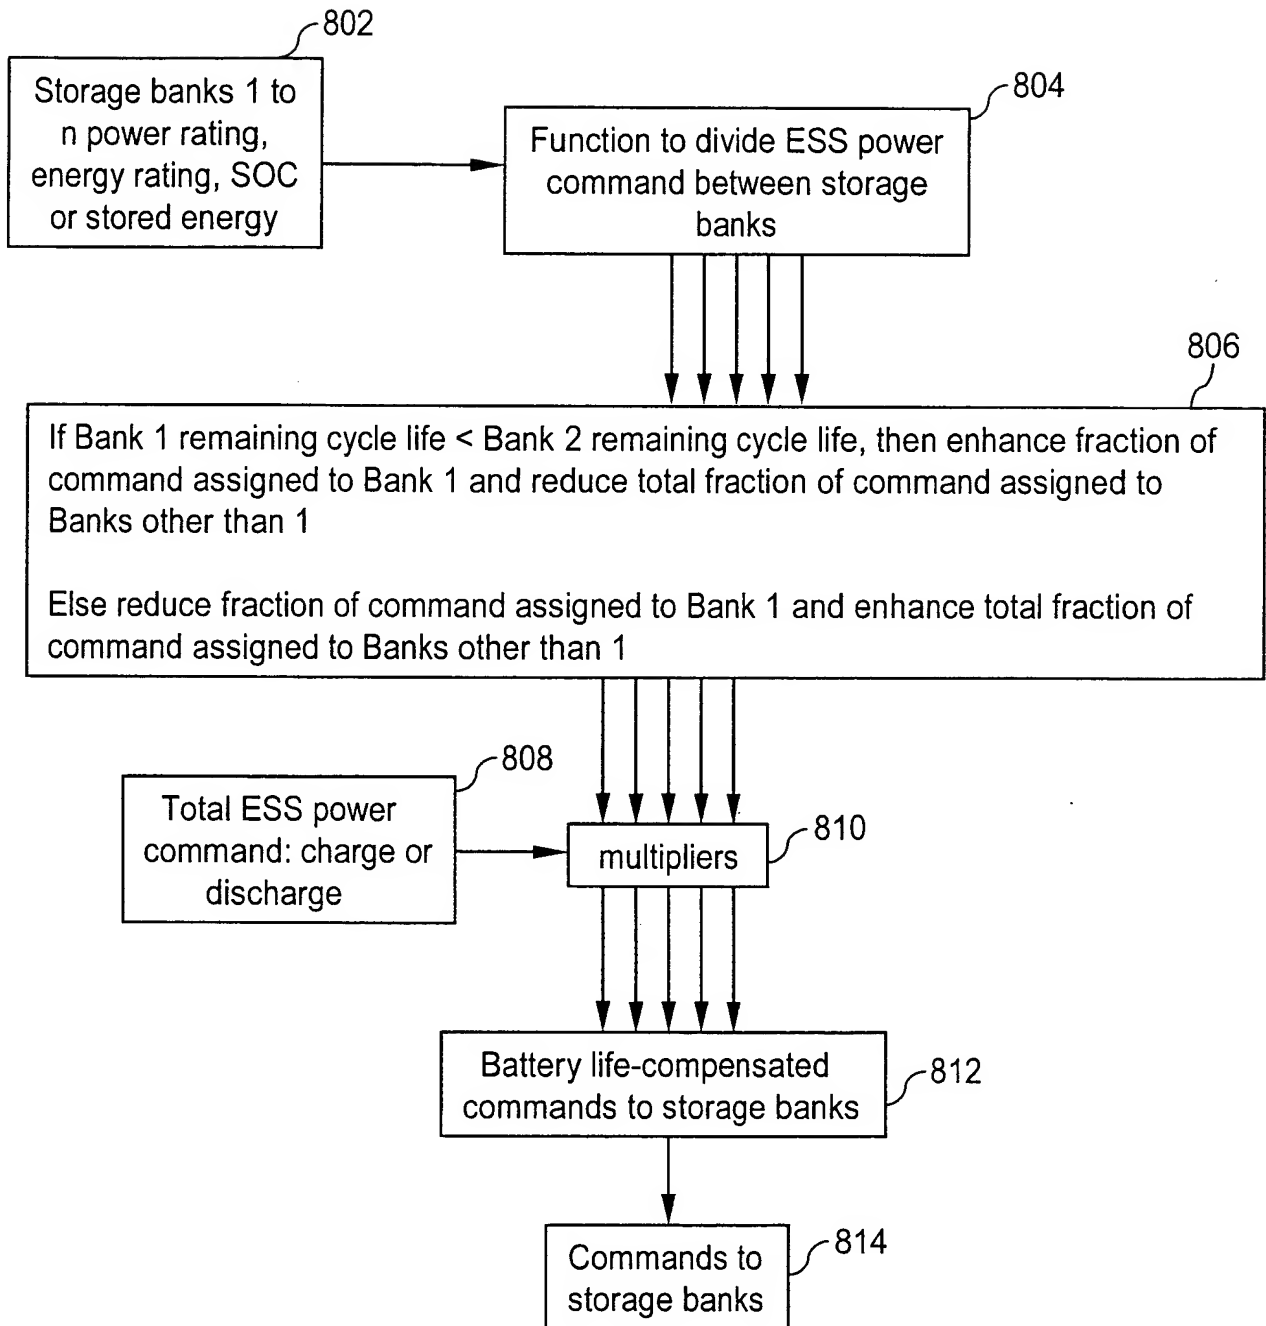 802
Storage banks 1 to
n power rating,
energy rating, SOC
or stored energy
804
Function to divide ESS power
command between storage
banks
806
If Bank 1 remaining cycle life < Bank 2 remaining cycle life, then enhance fraction of
command assigned to Bank 1 and reduce total fraction of command assigned to
Banks other than 1
Else reduce fraction of command assigned to Bank 1 and enhance total fraction of
command assigned to Banks other than 1
808
Total ESS power
command: charge or
discharge
810
multipliers
Battery life-compensated
commands to storage banks
812
Commands to
storage banks
814